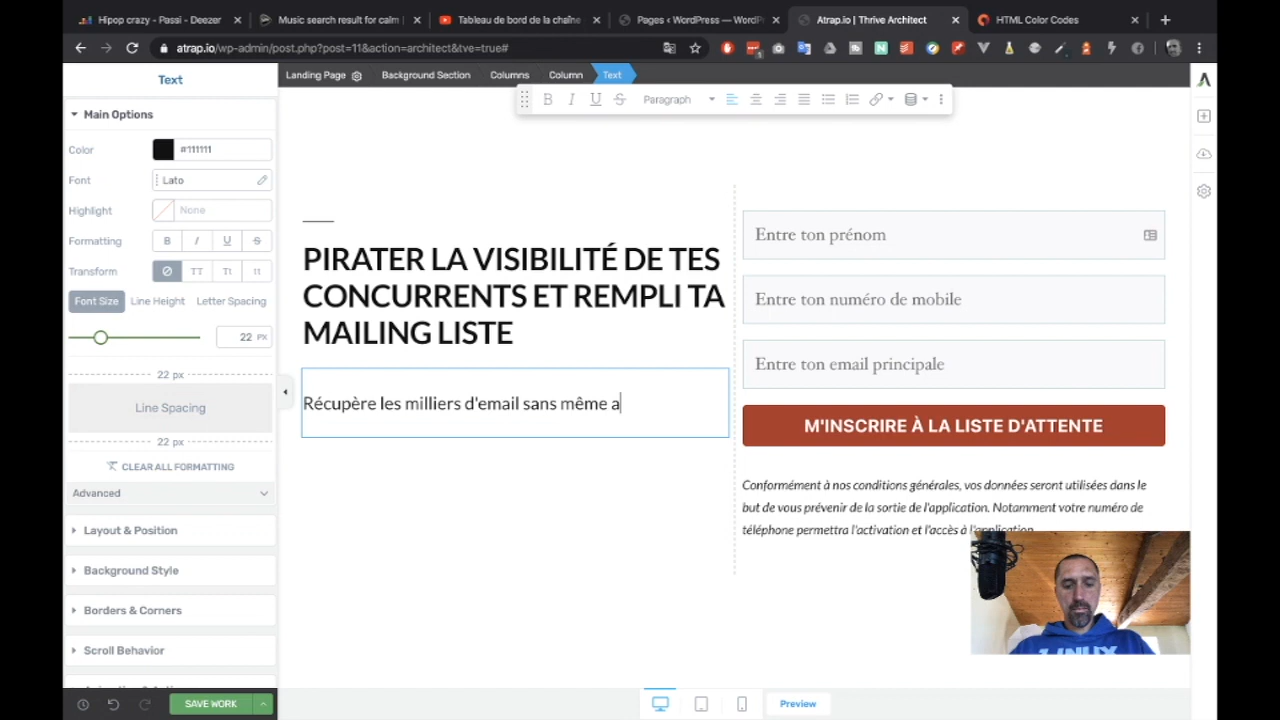 Hipop crazy - Passi - Deezer
Music search result for calm
Tableau de bord de la chaîne
Pages ‹ WordPress — WordP
Atrap.io | Thrive Architect
HTML Color Codes
atrap.io/wp-admin/post.php?post=11&action=architect&tve=true#
Text
Landing Page
Background Section
Columns
Column
Text
B I U S Paragraph
Main Options
Color
#111111
Font
Lato
Highlight
None
Formatting
B I U S
Transform
TT Tt tt
Font Size
Line Height
Letter Spacing
22 PX
22 px
Line Spacing
22 px
CLEAR ALL FORMATTING
Advanced
Layout & Position
Background Style
Borders & Corners
Scroll Behavior
SAVE WORK
PIRATER LA VISIBILITÉ DE TES
CONCURRENTS ET REMPLI TA
MAILING LISTE
Récupère les milliers d'email sans même a
Entre ton prénom
Entre ton numéro de mobile
Entre ton email principale
M'INSCRIRE À LA LISTE D'ATTENTE
Conformément à nos conditions générales, vos données seront utilisées dans le
but de vous prévenir de la sortie de l'application. Notamment votre numéro de
téléphone permettra l'activation et l'accès à l'application
LINUX
Preview